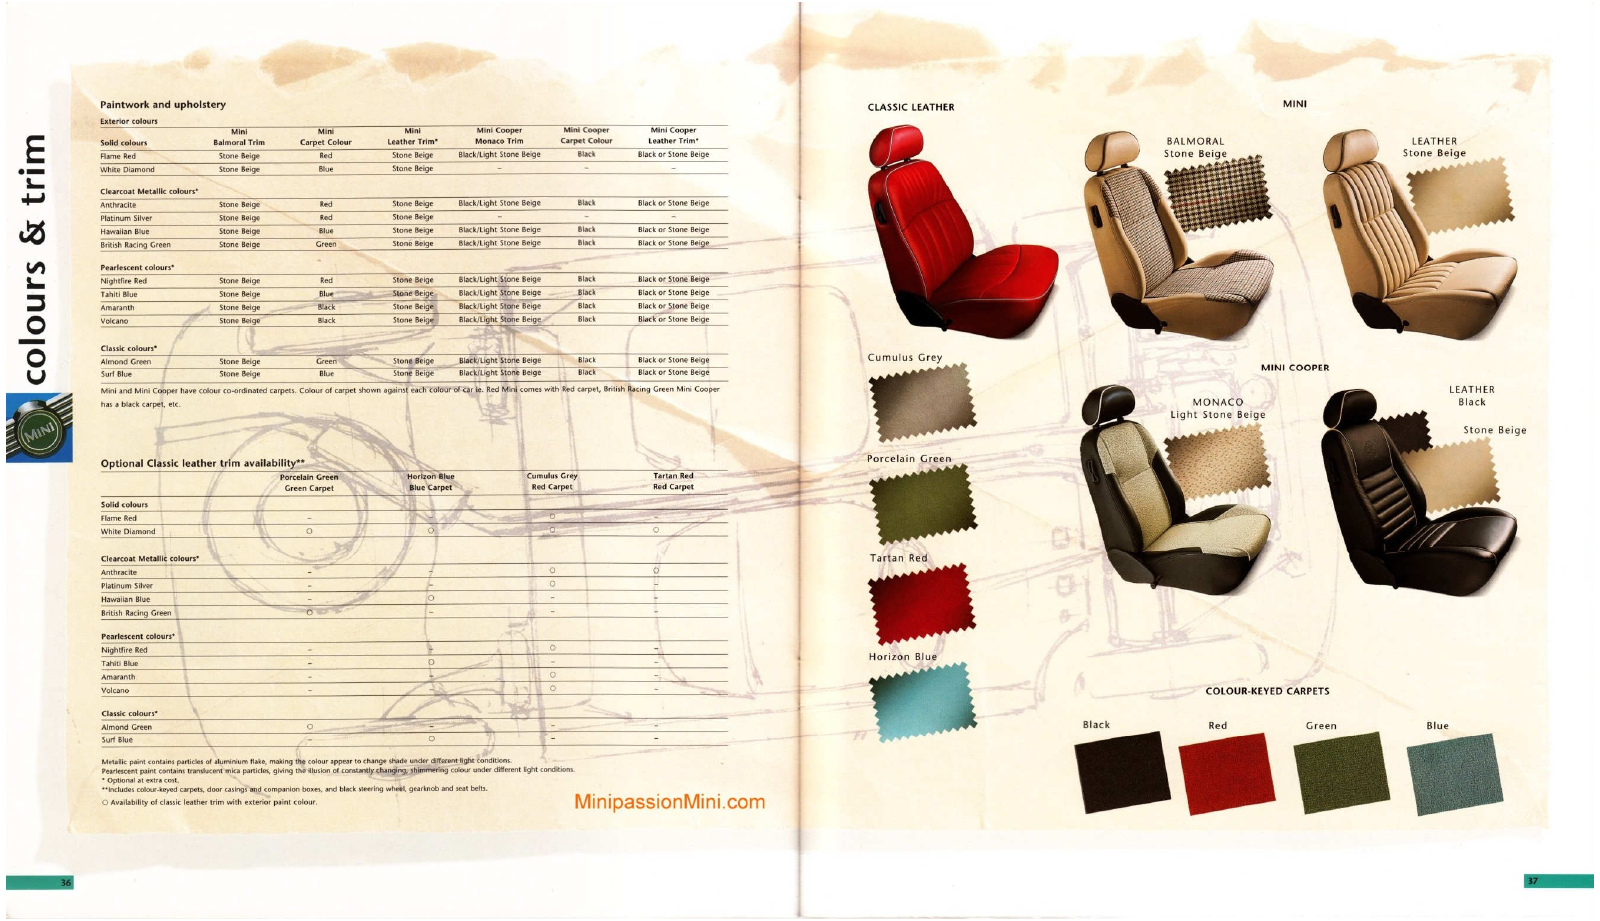 colours & trim
MINI
Paintwork and upholstery
Exterior colours
Solid colours | Mini Balmoral Trim | Mini Carpet Colour | Mini Leather Trim* | Mini Cooper Monaco Trim | Mini Cooper Carpet Colour | Mini Cooper Leather Trim*
Flame Red | Stone Beige | Red | Stone Beige | Black/Light Stone Beige | Black | Black or Stone Beige
White Diamond | Stone Beige | Blue | Stone Beige | – | – | –
Clearcoat Metallic colours*
Anthracite | Stone Beige | Red | Stone Beige | Black/Light Stone Beige | Black | Black or Stone Beige
Platinum Silver | Stone Beige | Red | Stone Beige | – | – | –
Hawaiian Blue | Stone Beige | Blue | Stone Beige | Black/Light Stone Beige | Black | Black or Stone Beige
British Racing Green | Stone Beige | Green | Stone Beige | Black/Light Stone Beige | Black | Black or Stone Beige
Pearlescent colours*
Nightfire Red | Stone Beige | Red | Stone Beige | Black/Light Stone Beige | Black | Black or Stone Beige
Tahiti Blue | Stone Beige | Blue | Stone Beige | Black/Light Stone Beige | Black | Black or Stone Beige
Amaranth | Stone Beige | Black | Stone Beige | Black/Light Stone Beige | Black | Black or Stone Beige
Volcano | Stone Beige | Black | Stone Beige | Black/Light Stone Beige | Black | Black or Stone Beige
Classic colours*
Almond Green | Stone Beige | Green | Stone Beige | Black/Light Stone Beige | Black | Black or Stone Beige
Surf Blue | Stone Beige | Blue | Stone Beige | Black/Light Stone Beige | Black | Black or Stone Beige
Mini and Mini Cooper have colour co-ordinated carpets. Colour of carpet shown against each colour of car ie. Red Mini comes with Red carpet, British Racing Green Mini Cooper
has a black carpet, etc.
Optional Classic leather trim availability**
Porcelain Green Green Carpet | Horizon Blue Blue Carpet | Cumulus Grey Red Carpet | Tartan Red Red Carpet
Solid colours
Flame Red | – | – | O | –
White Diamond | O | O | O | O
Clearcoat Metallic colours*
Anthracite | – | – | O | O
Platinum Silver | – | – | O | –
Hawaiian Blue | – | O | – | –
British Racing Green | O | – | – | –
Pearlescent colours*
Nightfire Red | – | – | O | –
Tahiti Blue | – | O | – | –
Amaranth | – | – | O | –
Volcano | – | – | O | –
Classic colours*
Almond Green | O | – | – | –
Surf Blue | – | O | – | –
Metallic paint contains particles of aluminium flake, making the colour appear to change shade under different light conditions.
Pearlescent paint contains translucent mica particles, giving the illusion of constantly changing, shimmering colour under different light conditions.
* Optional at extra cost.
**Includes colour-keyed carpets, door casings and companion boxes, and black steering wheel, gearknob and seat belts.
O Availability of classic leather trim with exterior paint colour.
MinipassionMini.com
36
CLASSIC LEATHER
Cumulus Grey
Porcelain Green
Tartan Red
Horizon Blue
MINI
BALMORAL
Stone Beige
LEATHER
Stone Beige
MINI COOPER
MONACO
Light Stone Beige
LEATHER
Black
Stone Beige
COLOUR-KEYED CARPETS
Black
Red
Green
Blue
37